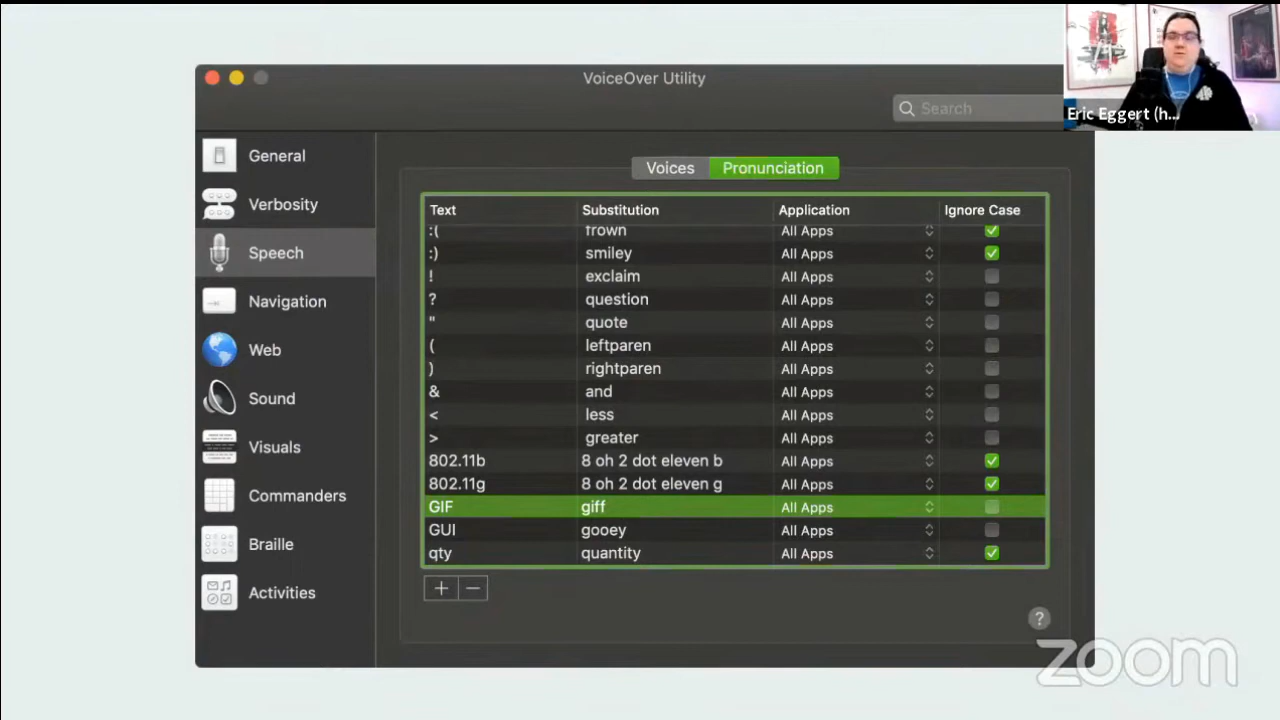 VoiceOver Utility
Search
Eric Eggert (h...
General
Verbosity
Speech
Navigation
Web
Sound
Visuals
Commanders
Braille
Activities
Voices Pronunciation
Text Substitution Application Ignore Case
:( frown All Apps
:) smiley All Apps
! exclaim All Apps
? question All Apps
" quote All Apps
( leftparen All Apps
) rightparen All Apps
& and All Apps
< less All Apps
> greater All Apps
802.11b 8 oh 2 dot eleven b All Apps
802.11g 8 oh 2 dot eleven g All Apps
GIF giff All Apps
GUI gooey All Apps
qty quantity All Apps
+ −
?
zoom